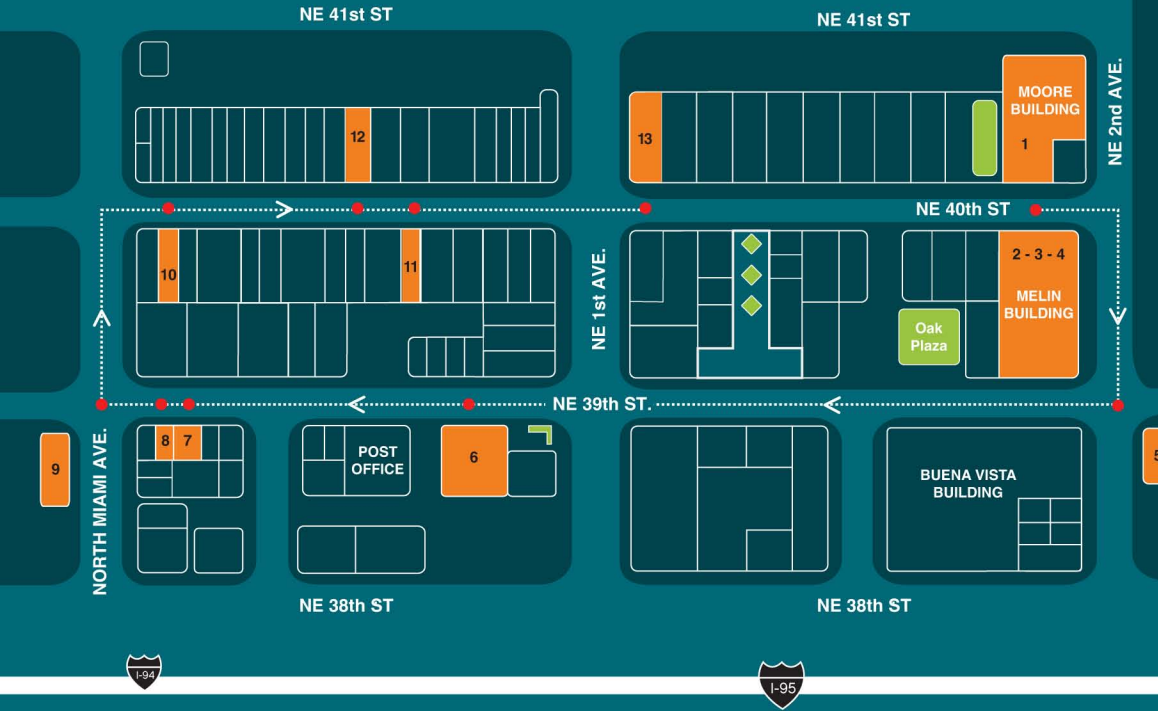 NE 41st ST
NE 41st ST
NE 2nd AVE.
MOORE
BUILDING
1
12
13
NE 40th ST
10
11
NE 1st AVE.
2 - 3 - 4
MELIN
BUILDING
Oak
Plaza
NE 39th ST.
NORTH MIAMI AVE.
9
8
7
POST
OFFICE
6
BUENA VISTA
BUILDING
5
NE 38th ST
NE 38th ST
I-94
I-95